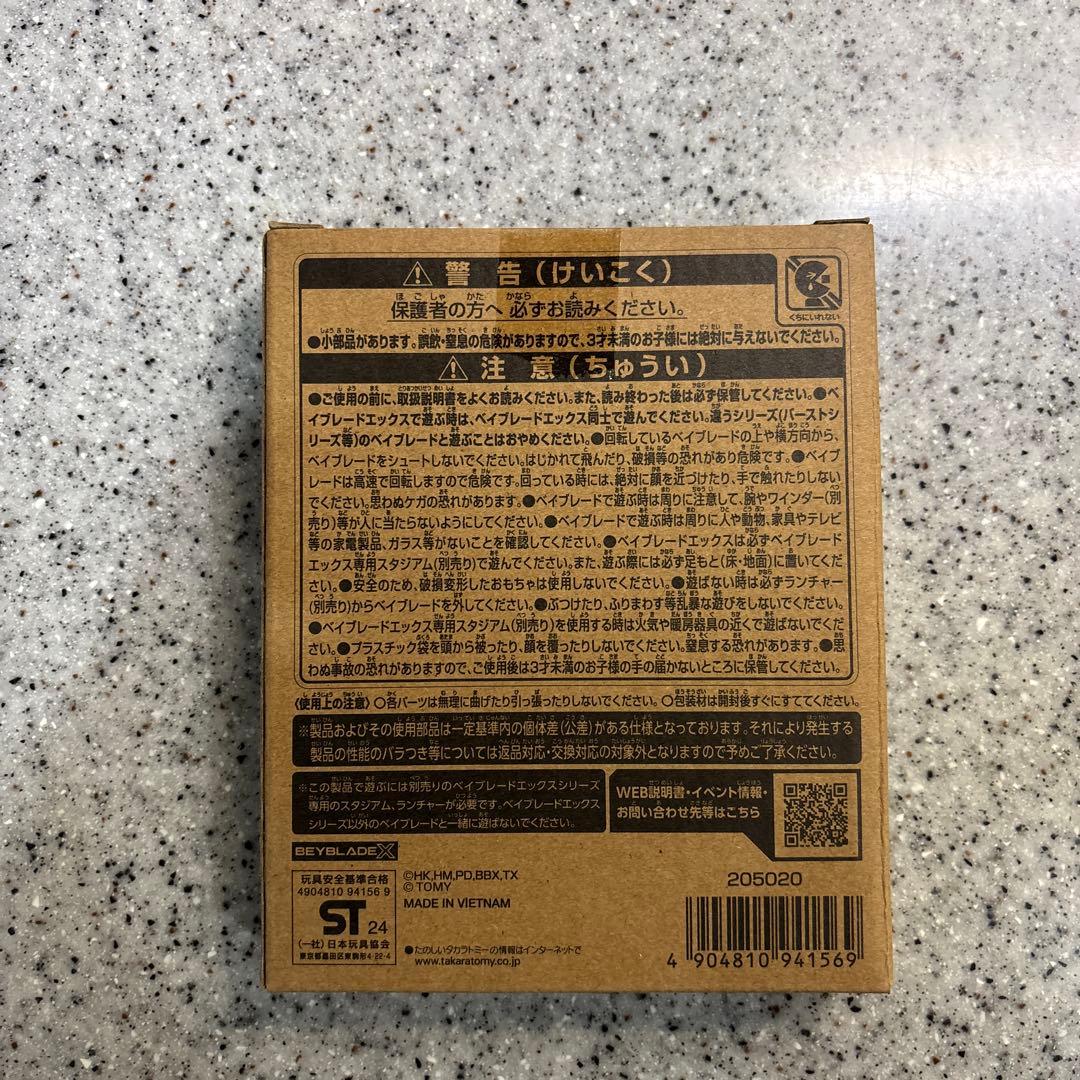 ⚠警 告(けいこく)
保護者の方へ 必ずお読みください。
くちにいれない
●小部品があります。誤飲・窒息の危険がありますので、3才未満のお子様には絶対に与えないでください。
⚠注 意(ちゅうい)
●ご使用の前に、取扱説明書をよくお読みください。また、読み終わった後は必ず保管してください。●ベ
イブレードエックスで遊ぶ時は、ベイブレードエックス同士で遊んでください。違うシリーズ(バーストシ
リーズ等)のベイブレードと遊ぶことはおやめください。●回転しているベイブレードの上や横方向から、
ベイブレードをシュートしないでください。はじかれて飛んだり、破損等の恐れがあり危険です。●ベイブ
レードは高速で回転しますので危険です。回っている時には、絶対に顔を近づけたり、手で触れたりしない
でください。思わぬケガの恐れがあります。●ベイブレードで遊ぶ時は周りに注意して、腕やワインダー(別
売り)等が人に当たらないようにしてください。●ベイブレードで遊ぶ時は周りに人や動物、家具やテレビ
等の家電製品、ガラス等がないことを確認してください。●ベイブレードエックスは必ずベイブレード
エックス専用スタジアム(別売り)で遊んでください。また、遊ぶ際には必ず足もと(床・地面)に置いてくだ
さい。●安全のため、破損変形したおもちゃは使用しないでください。●遊ばない時は必ずランチャー
(別売り)からベイブレードを外してください。●ぶつけたり、ふりまわす等乱暴な遊びをしないでください。
●ベイブレードエックス専用スタジアム(別売り)を使用する時は火気や暖房器具の近くで遊ばないでくだ
さい。●プラスチック袋を頭から被ったり、顔を覆ったりしないでください。窒息する恐れがあります。●思
わぬ事故の恐れがありますので、ご使用後は3才未満のお子様の手の届かないところに保管してください。
〈使用上の注意〉○各パーツは無理に曲げたり引っ張ったりしないでください。○包装材は開封後すぐにすててください。
※製品およびその使用部品は一定基準内の個体差(公差)がある仕様となっております。それにより発生する
製品の性能のバラつき等については返品対応・交換対応の対象外となりますので予めご了承ください。
※この製品で遊ぶには別売りのベイブレードエックスシリーズ
専用のスタジアム、ランチャーが必要です。ベイブレードエックス
シリーズ以外のベイブレードと一緒に遊ばないでください。
WEB説明書・イベント情報・
お問い合わせ先等はこちら
BEYBLADE X
玩具安全基準合格
4904810 94156 9
ST 24
(一社)日本玩具協会
東京都墨田区東駒形4-22-4
©HK,HM,PD,BBX,TX
© TOMY
MADE IN VIETNAM
●たのしいタカラトミーの情報はインターネットで
www.takaratomy.co.jp
205020
4 904810 941569